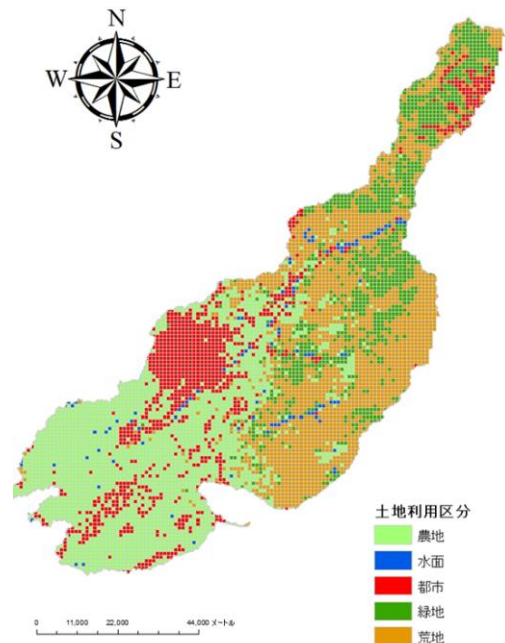 N
W E
S
土地利用区分
農地
水面
都市
緑地
荒地
0 11,000 22,000 44,000 メートル